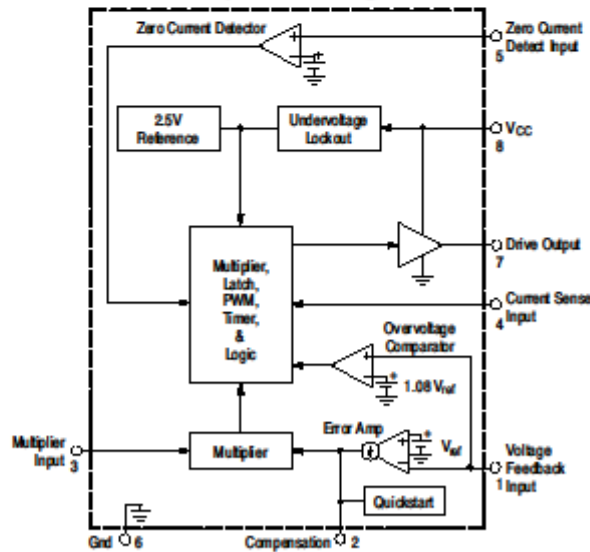 Zero Current Detector
Zero Current
Detect Input
5
2.5V
Reference
Undervoltage
Lockout
VCC
8
Multiplier,
Latch,
PWM,
Timer,
&
Logic
Drive Output
7
Current Sense
Input
4
Overvoltage
Comparator
1.08 Vref
Error Amp
Vref
Multiplier
Input
3
Multiplier
Voltage
Feedback
Input
1
Quickstart
Gnd
6
Compensation
2